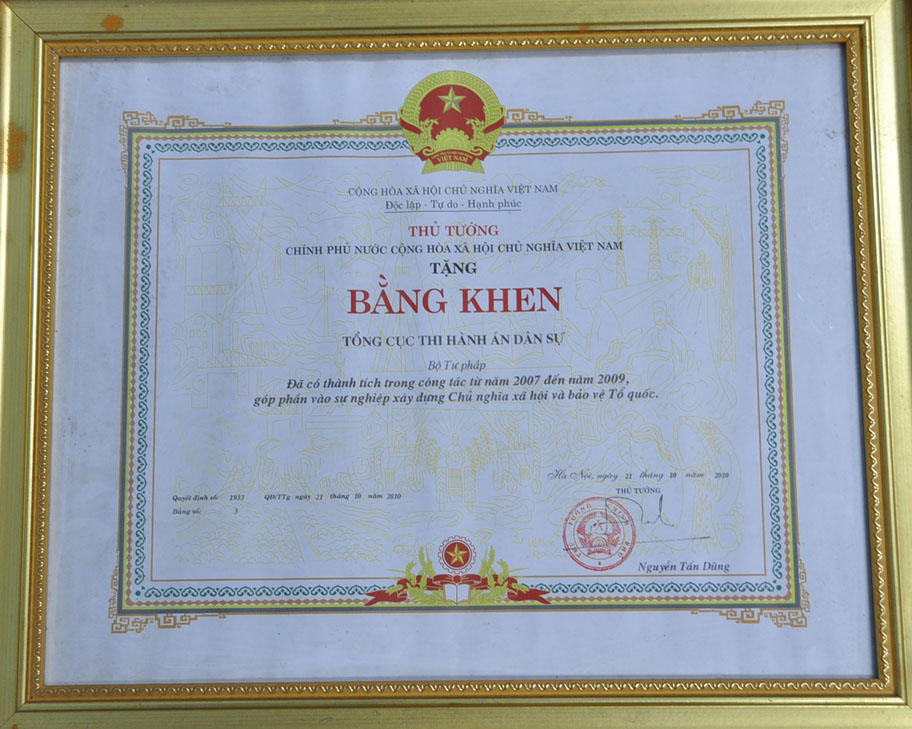 VIỆT NAM
CỘNG HÒA XÃ HỘI CHỦ NGHĨA VIỆT NAM
Độc lập - Tự do - Hạnh phúc
THỦ TƯỚNG
CHÍNH PHỦ NƯỚC CỘNG HÒA XÃ HỘI CHỦ NGHĨA VIỆT NAM
TẶNG
BẰNG KHEN
TỔNG CỤC THI HÀNH ÁN DÂN SỰ
Bộ Tư pháp
Đã có thành tích trong công tác từ năm 2007 đến năm 2009,
góp phần vào sự nghiệp xây dựng Chủ nghĩa xã hội và bảo vệ Tổ quốc.
Hà Nội, ngày 21 tháng 10 năm 2010
THỦ TƯỚNG
Quyết định số: 1933 QĐ/TTg ngày 21 tháng 10 năm 2010
Bảng số: 3
THỦ TƯỚNG CHÍNH PHỦ
Nguyễn Tấn Dũng